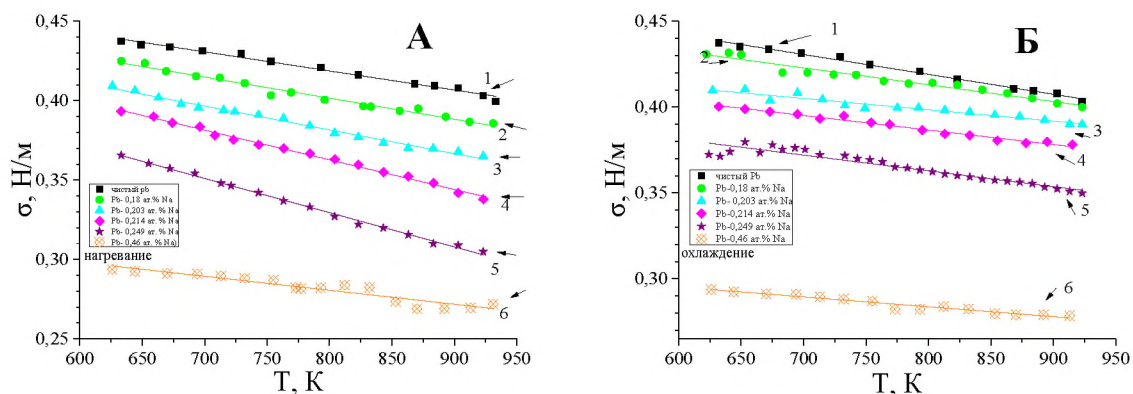 А
0,45
0,40
0,35
0,30
0,25
σ, Н/м
1
2
3
4
5
6
чистый pb
Pb- 0,18 ат.% Na
Pb- 0,203 ат.% Na
Pb- 0,214 ат.% Na
Pb- 0,249 ат.% Na
Pb- 0,46 ат.% Na)
нагревание
600 650 700 750 800 850 900 950
T, К
Б
0,45
0,40
0,35
0,30
σ, Н/м
1
2
3
4
5
6
чистый Pb
Pb-0,18 ат.% Na
Pb- 0,203 ат.% Na
Pb-0,214 ат.% Na
Pb-0,249 ат.% Na
Pb-0,46 ат.% Na
охлаждение
600 650 700 750 800 850 900 950
T, К